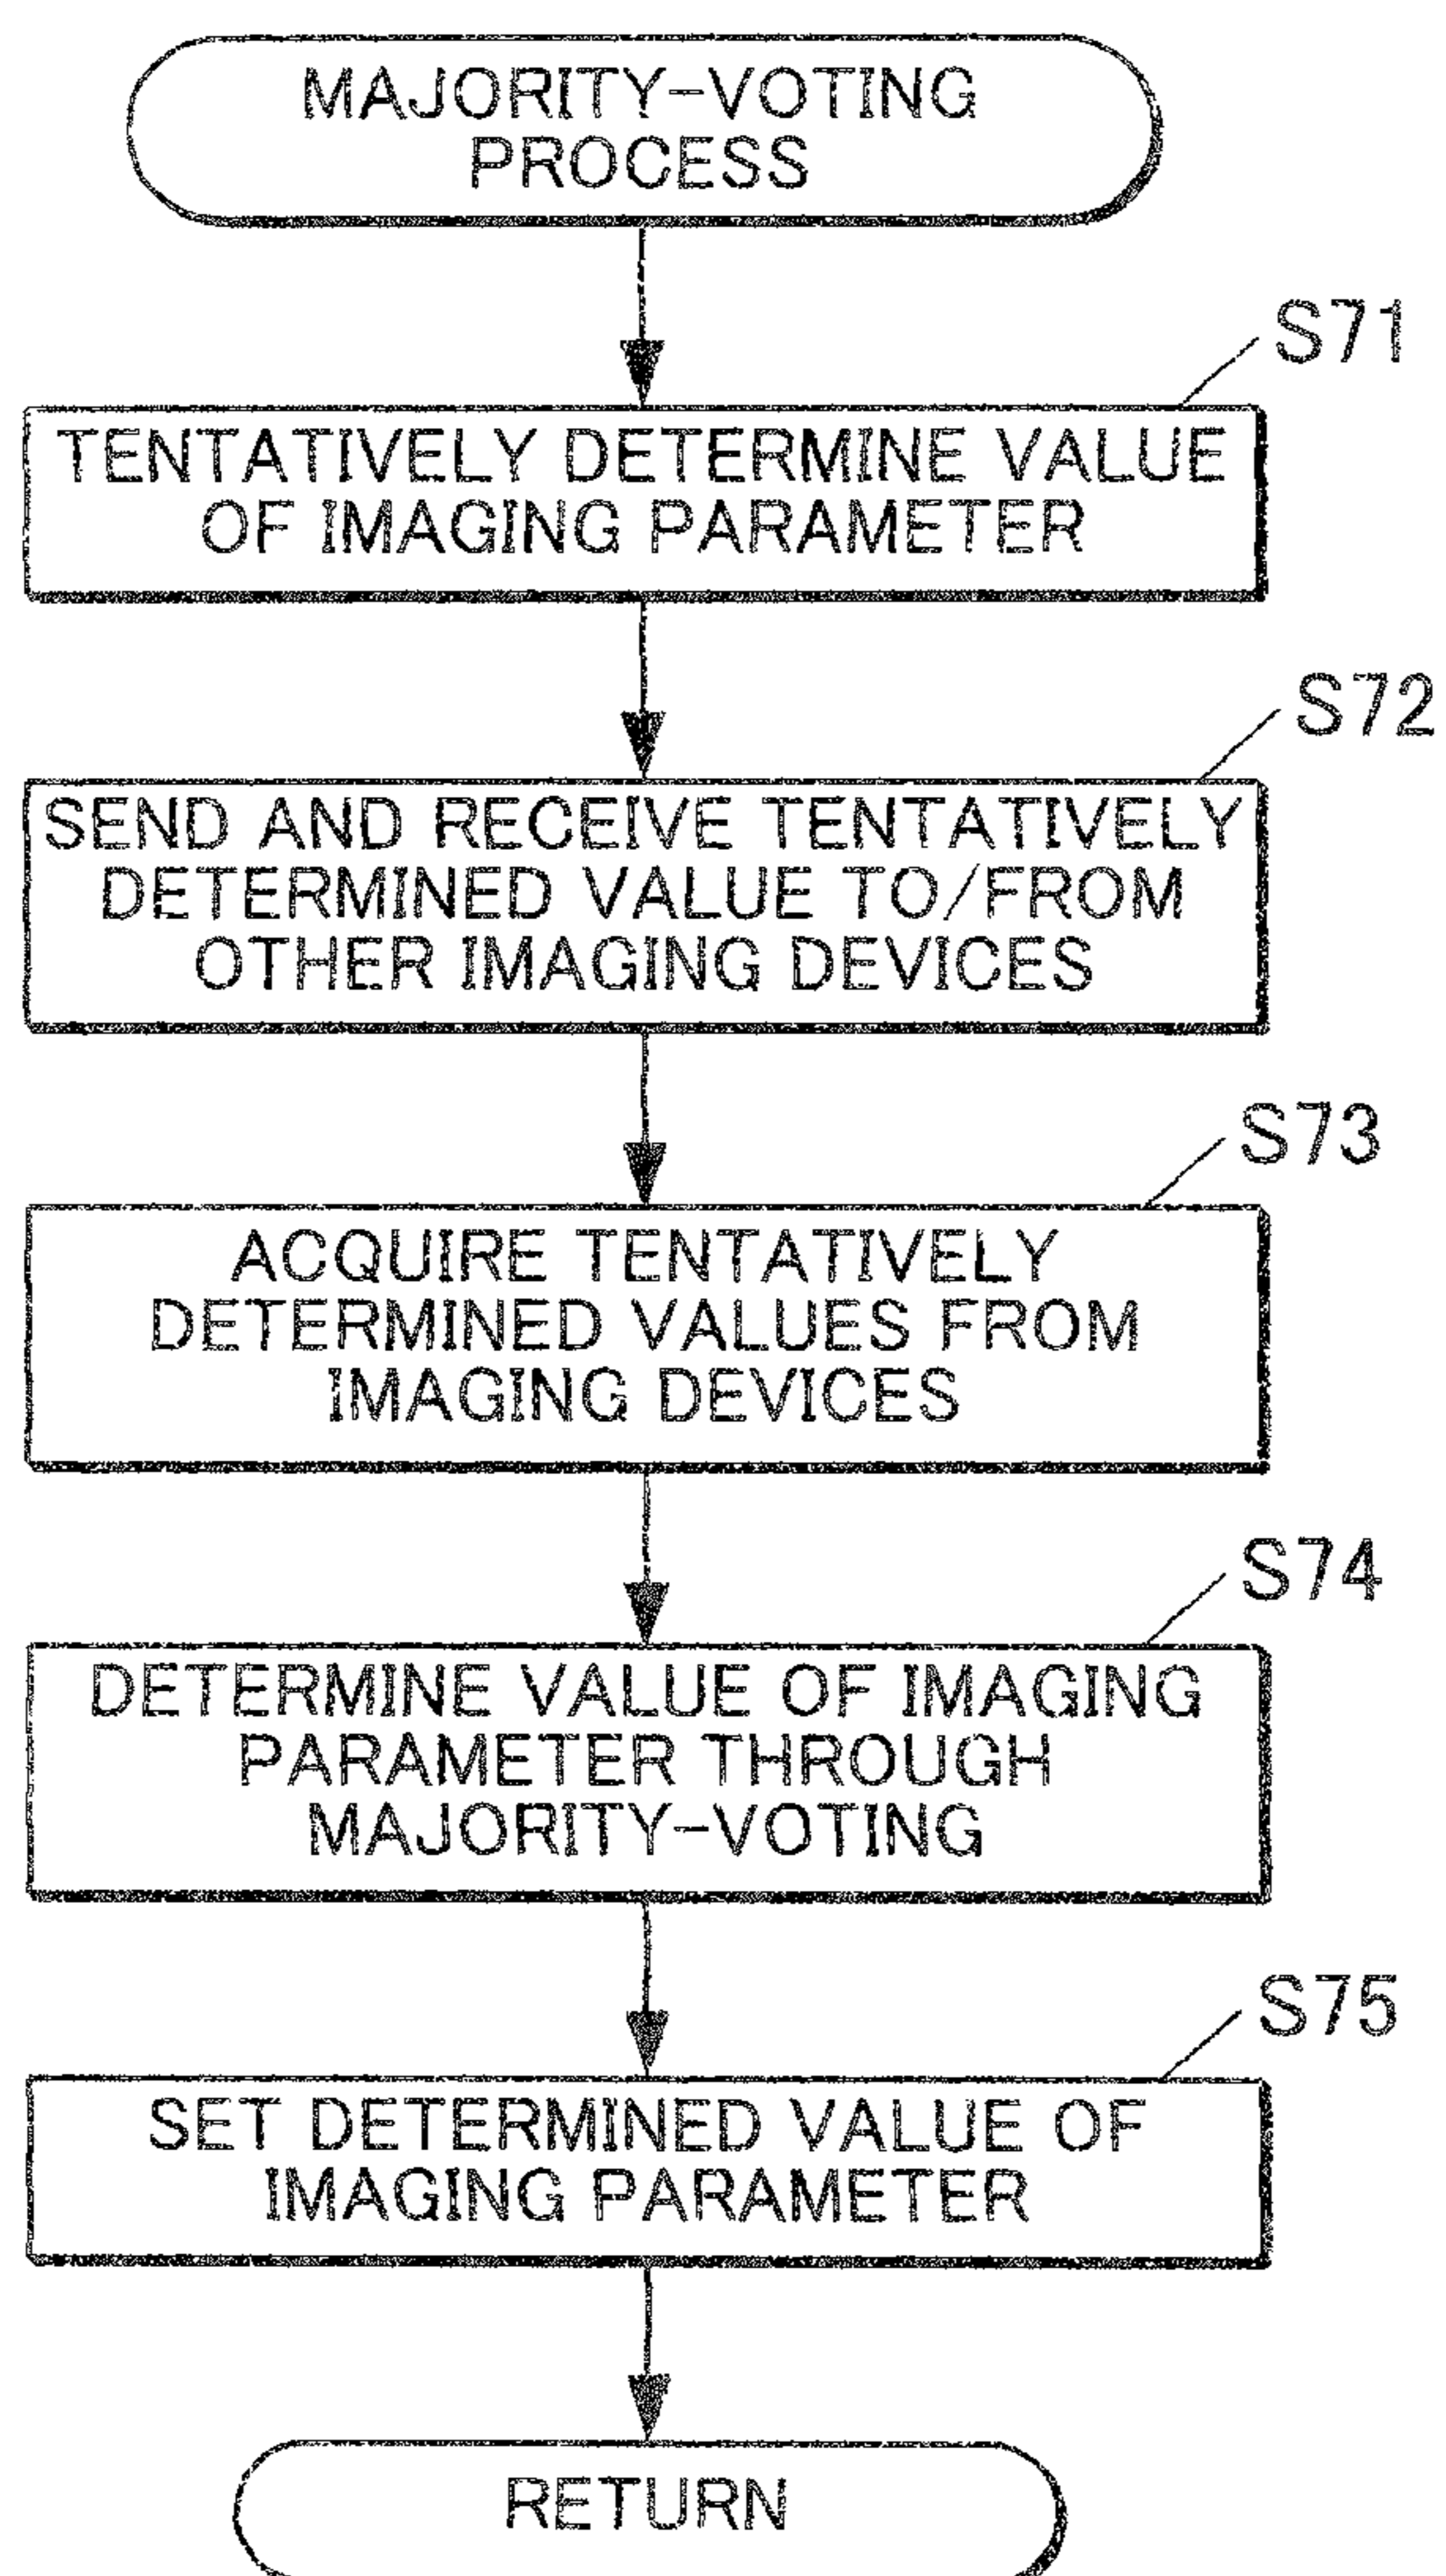 MAJORITY-VOTING
PROCESS
S71
TENTATIVELY DETERMINE VALUE
OF IMAGING PARAMETER
S72
SEND AND RECEIVE TENTATIVELY
DETERMINED VALUE TO/FROM
OTHER IMAGING DEVICES
S73
ACQUIRE TENTATIVELY
DETERMINED VALUES FROM
IMAGING DEVICES
S74
DETERMINE VALUE OF IMAGING
PARAMETER THROUGH
MAJORITY-VOTING
S75
SET DETERMINED VALUE OF
IMAGING PARAMETER
RETURN